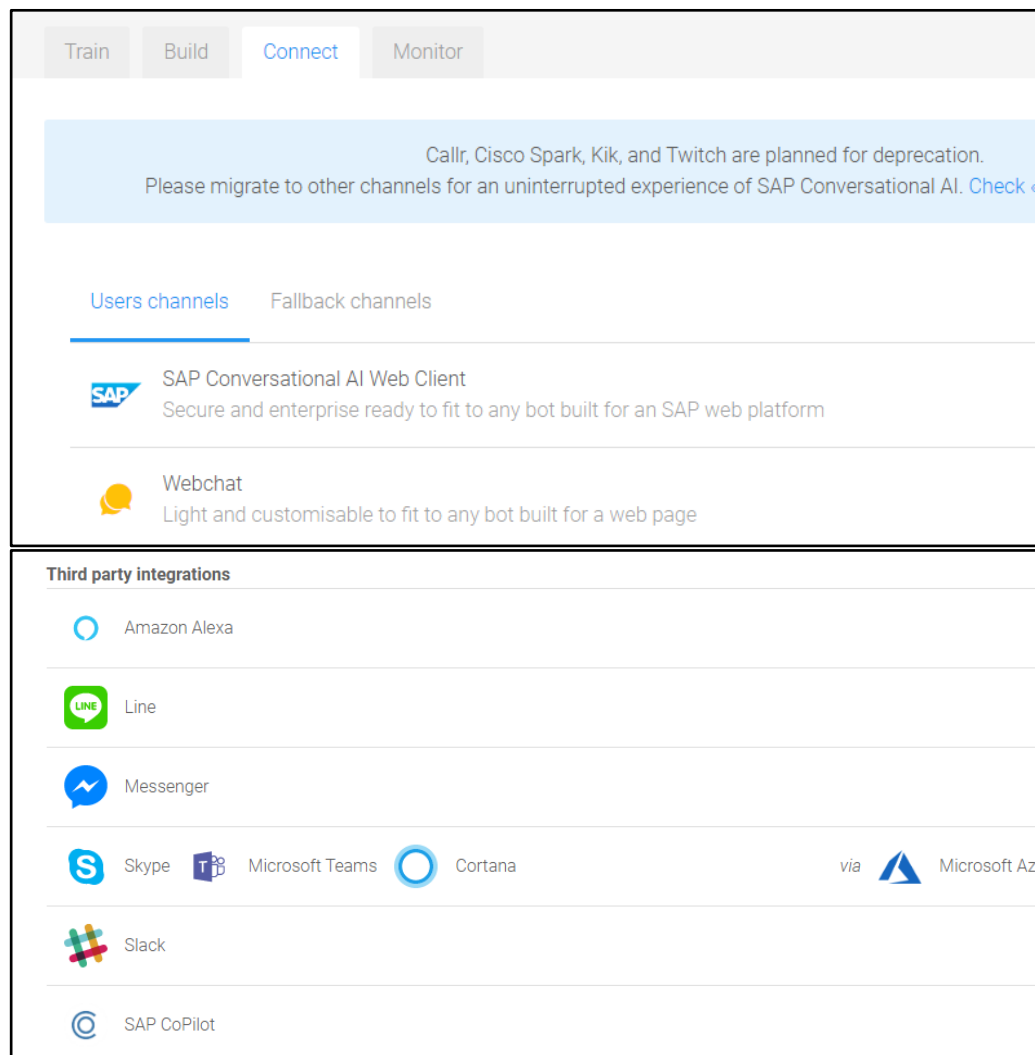 Train Build Connect Monitor
Callr, Cisco Spark, Kik, and Twitch are planned for deprecation.
Please migrate to other channels for an uninterrupted experience of SAP Conversational AI. Check «
Users channels Fallback channels
SAP
SAP Conversational AI Web Client
Secure and enterprise ready to fit to any bot built for an SAP web platform
Webchat
Light and customisable to fit to any bot built for a web page
Third party integrations
Amazon Alexa
LINE Line
Messenger
S Skype T Microsoft Teams Cortana via Microsoft Az
Slack
SAP CoPilot